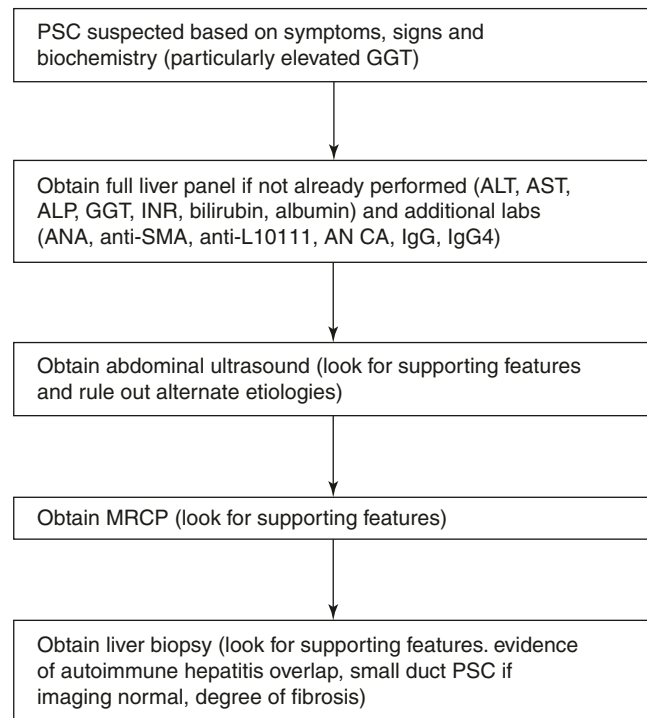 PSC suspected based on symptoms, signs and
biochemistry (particularly elevated GGT)
Obtain full liver panel if not already performed (ALT, AST,
ALP, GGT, INR, bilirubin, albumin) and additional labs
(ANA, anti-SMA, anti-L10111, AN CA, IgG, IgG4)
Obtain abdominal ultrasound (look for supporting features
and rule out alternate etiologies)
Obtain MRCP (look for supporting features)
Obtain liver biopsy (look for supporting features. evidence
of autoimmune hepatitis overlap, small duct PSC if
imaging normal, degree of fibrosis)